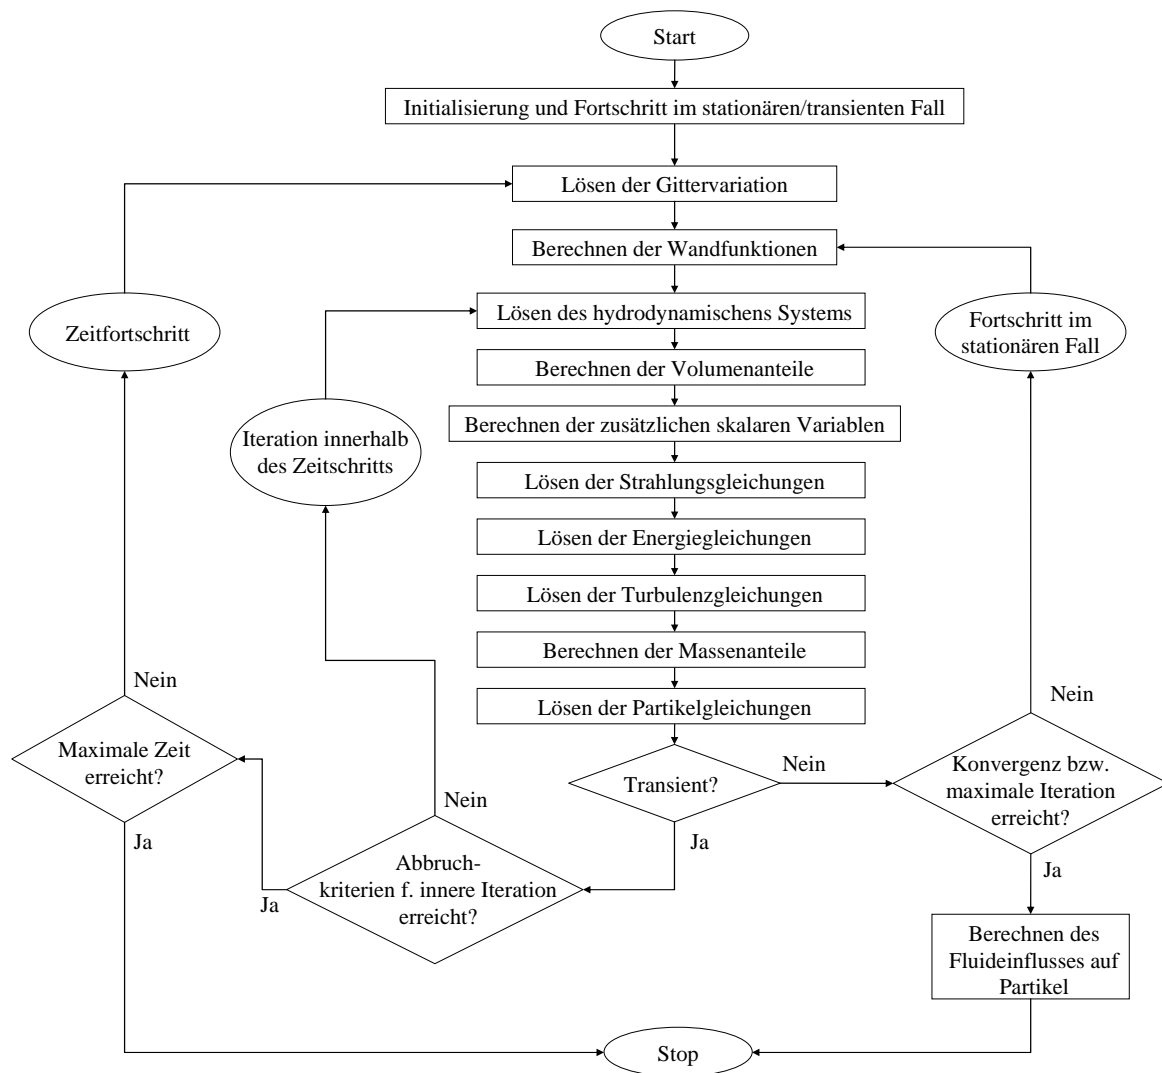 Start
Initialisierung und Fortschritt im stationären/transienten Fall
Lösen der Gittervariation
Berechnen der Wandfunktionen
Lösen des hydrodynamischens Systems
Zeitfortschritt
Fortschritt im
stationären Fall
Berechnen der Volumenanteile
Berechnen der zusätzlichen skalaren Variablen
Iteration innerhalb
des Zeitschritts
Lösen der Strahlungsgleichungen
Lösen der Energiegleichungen
Lösen der Turbulenzgleichungen
Berechnen der Massenanteile
Lösen der Partikelgleichungen
Nein
Nein
Maximale Zeit
erreicht?
Transient?
Nein
Konvergenz bzw.
maximale Iteration
erreicht?
Nein
Ja
Ja
Abbruch-
kriterien f. innere Iteration
erreicht?
Ja
Ja
Berechnen des
Fluideinflusses auf
Partikel
Stop